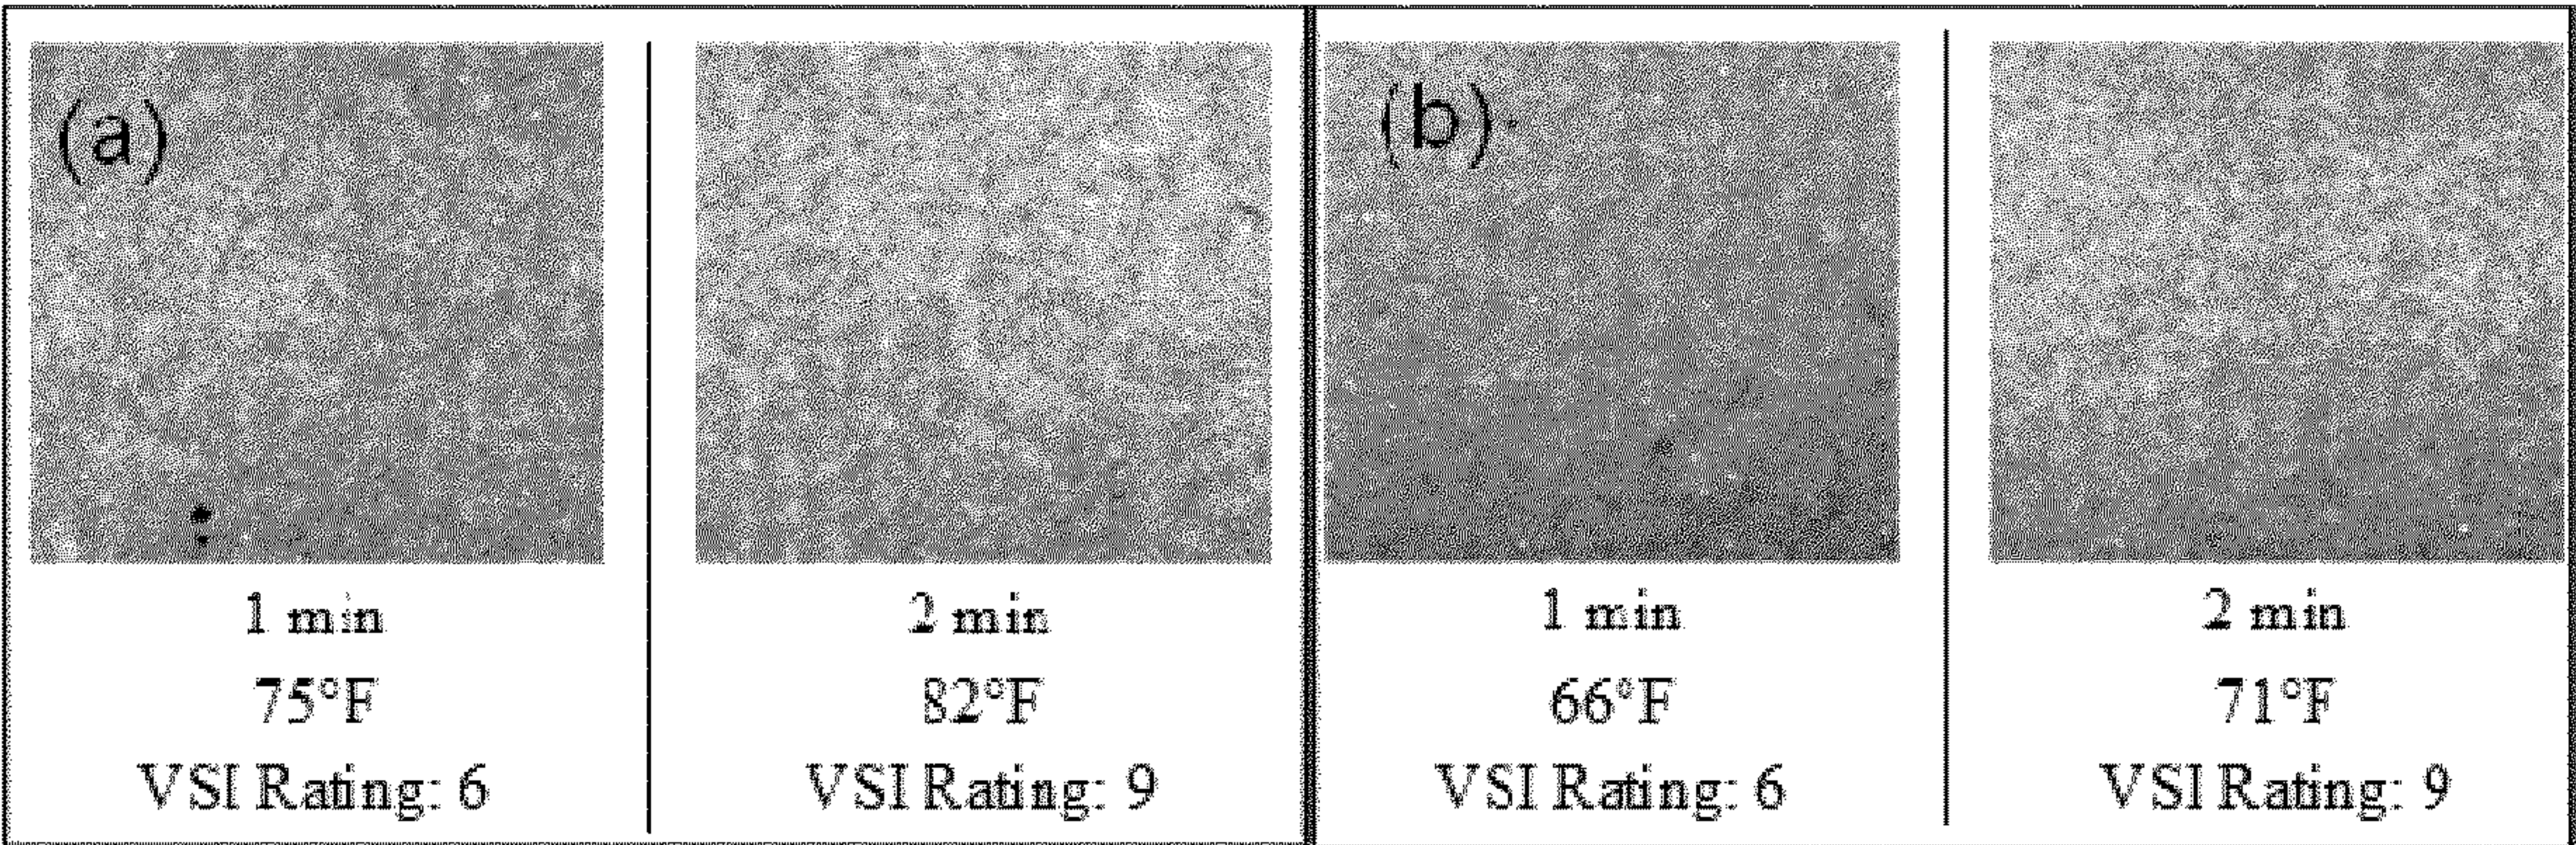 (a)
1 min
75°F
VSI Rating: 6
2 min
82°F
VSI Rating: 9
(b)
1 min
66°F
VSI Rating: 6
2 min
71°F
VSI Rating: 9